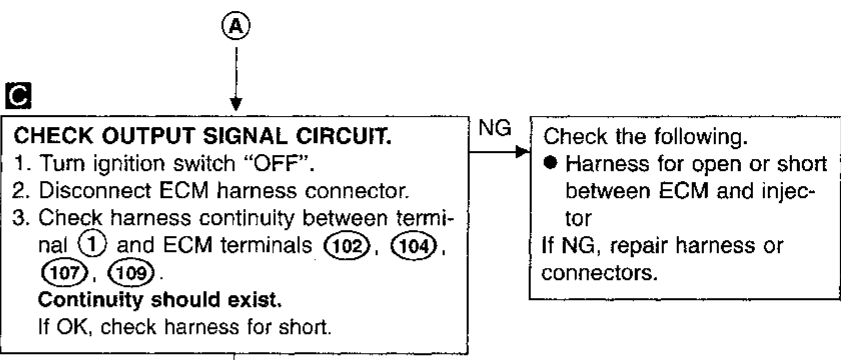 A
C
CHECK OUTPUT SIGNAL CIRCUIT.
1. Turn ignition switch “OFF”.
2. Disconnect ECM harness connector.
3. Check harness continuity between termi-
nal 1 and ECM terminals 102, 104,
107, 109.
Continuity should exist.
If OK, check harness for short.
NG
Check the following.
● Harness for open or short
between ECM and injec-
tor
If NG, repair harness or
connectors.